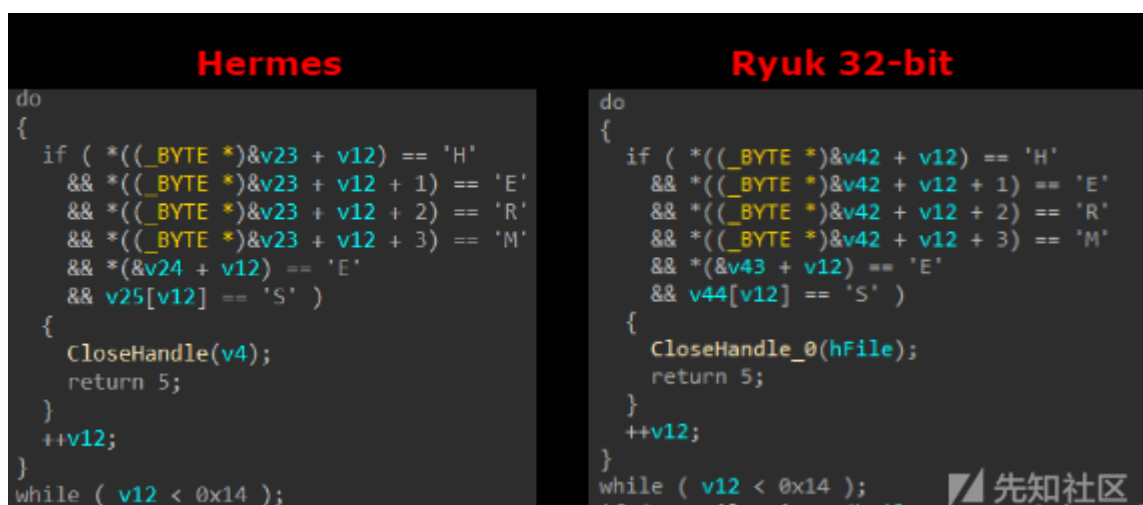 Hermes
do
{
if ( *((_BYTE *)&v23 + v12) == 'H'
&& *((_BYTE *)&v23 + v12 + 1) == 'E'
&& *((_BYTE *)&v23 + v12 + 2) == 'R'
&& *((_BYTE *)&v23 + v12 + 3) == 'M'
&& *(&v24 + v12) == 'E'
&& v25[v12] == 'S' )
{
CloseHandle(v4);
return 5;
}
++v12;
}
while ( v12 < 0x14 );
Ryuk 32-bit
do
{
if ( *((_BYTE *)&v42 + v12) == 'H'
&& *((_BYTE *)&v42 + v12 + 1) == 'E'
&& *((_BYTE *)&v42 + v12 + 2) == 'R'
&& *((_BYTE *)&v42 + v12 + 3) == 'M'
&& *(&v43 + v12) == 'E'
&& v44[v12] == 'S' )
{
CloseHandle_0(hFile);
return 5;
}
++v12;
}
while ( v12 < 0x14 );
先知社区